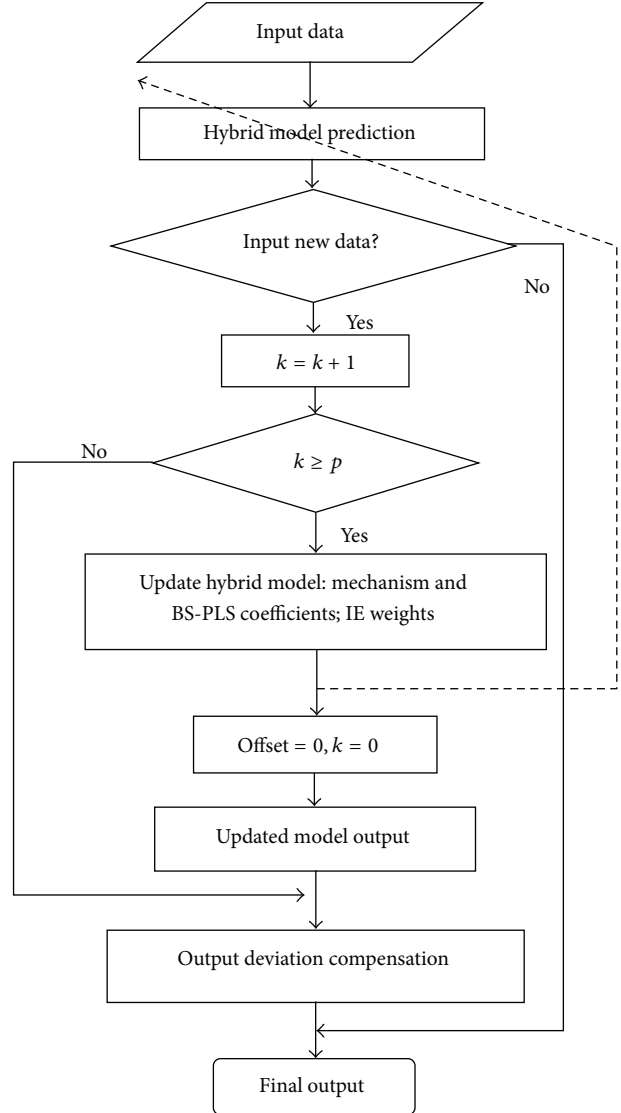 Input data
Hybrid model prediction
Input new data?
No
Yes
k = k + 1
No
k ≥ p
Yes
Update hybrid model: mechanism and
BS-PLS coefficients; IE weights
Offset = 0, k = 0
Updated model output
Output deviation compensation
Final output